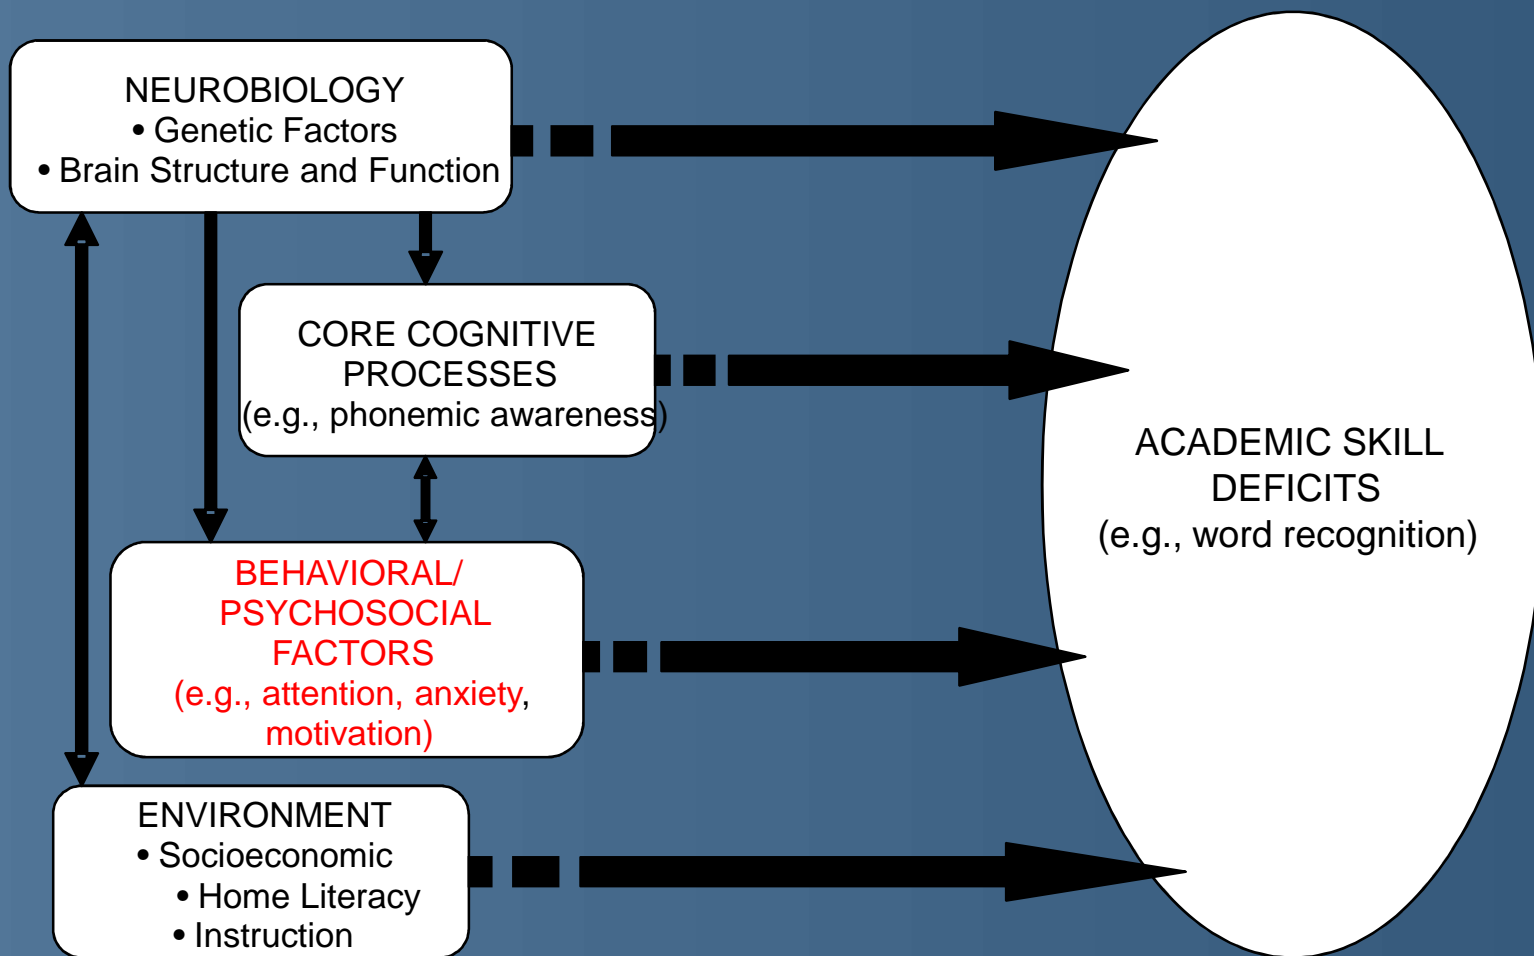 NEUROBIOLOGY
• Genetic Factors
• Brain Structure and Function
CORE COGNITIVE
PROCESSES
(e.g., phonemic awareness)
BEHAVIORAL/
PSYCHOSOCIAL
FACTORS
(e.g., attention, anxiety,
motivation)
ENVIRONMENT
• Socioeconomic
• Home Literacy
• Instruction
ACADEMIC SKILL
DEFICITS
(e.g., word recognition)